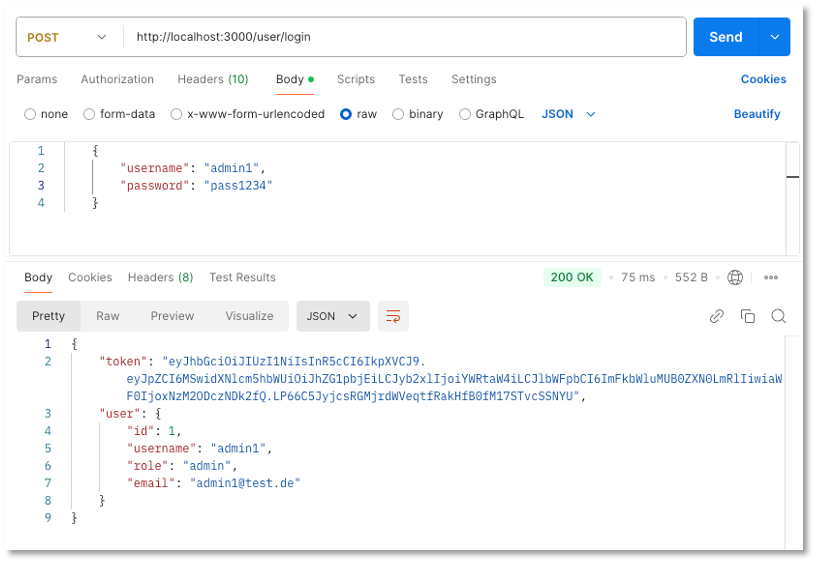 POST http://localhost:3000/user/login Send
Params Authorization Headers (10) Body Scripts Tests Settings Cookies
none form-data x-www-form-urlencoded raw binary GraphQL JSON Beautify
1 {
2 "username": "admin1",
3 "password": "pass1234"
4 }
Body Cookies Headers (8) Test Results 200 OK 75 ms 552 B
Pretty Raw Preview Visualize JSON
1 {
2 "token": "eyJhbGciOiJIUzI1NiIsInR5cCI6IkpXVCJ9.
eyJpZCI6MSwidXNlcm5hbWUiOiJhZG1pbjEiLCJyb2xlIjoiYWRtaW4iLCJlbWFpbCI6ImFkbWluMUB0ZXN0LmRlIiwiaW
F0IjoxNzM2ODczNDk2fQ.LP66C5JyjcsRGMjrdWVeqtfRakHfB0fM17STvcSSNYU",
3 "user": {
4 "id": 1,
5 "username": "admin1",
6 "role": "admin",
7 "email": "admin1@test.de"
8 }
9 }